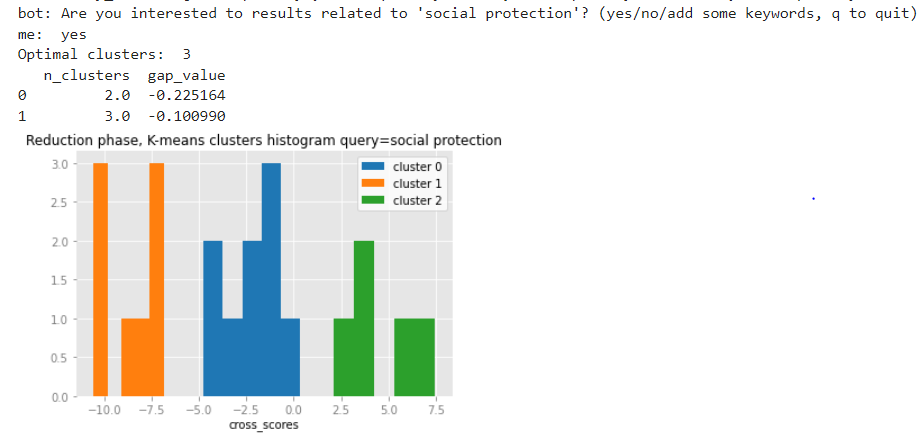 bot: Are you interested to results related to 'social protection'? (yes/no/add some keywords, q to quit)
me: yes
Optimal clusters: 3
n_clusters gap_value
0 2.0 -0.225164
1 3.0 -0.100990
Reduction phase, K-means clusters histogram query=social protection
cluster 0
cluster 1
cluster 2
3.0
2.5
2.0
1.5
1.0
0.5
0.0
−10.0 −7.5 −5.0 −2.5 0.0 2.5 5.0 7.5
cross_scores